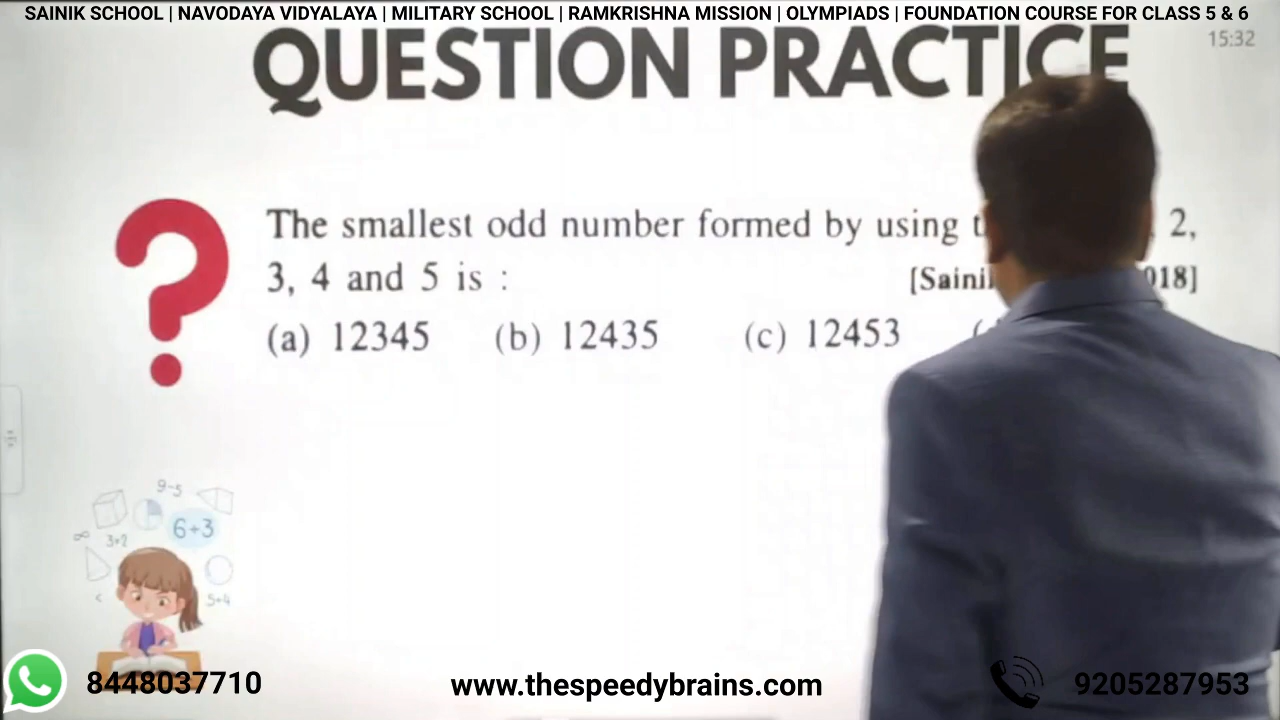 SAINIK SCHOOL | NAVODAYA VIDYALAYA | MILITARY SCHOOL | RAMKRISHNA MISSION | OLYMPIADS | FOUNDATION COURSE FOR CLASS 5 & 6
15:32
QUESTION PRACTICE
The smallest odd number formed by using 2,
3, 4 and 5 is :
(a) 12345 (b) 12435 (c) 12453
9-5
6÷3
3+2
5+4
8448037710 www.thespeedybrains.com 9205287953